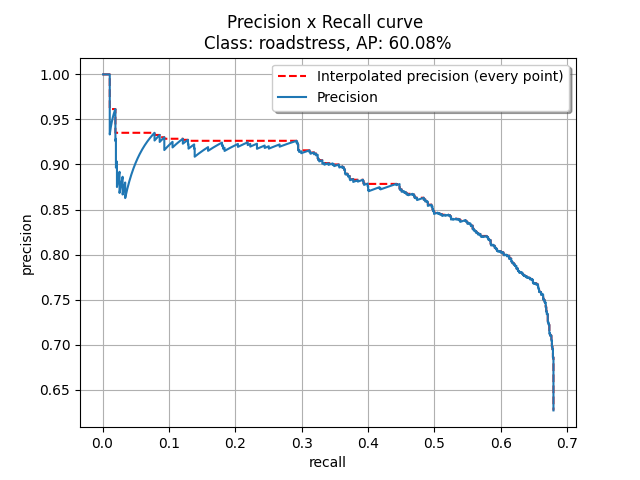 Precision x Recall curve
Class: roadstress, AP: 60.08%
Interpolated precision (every point)
Precision
1.00
0.95
0.90
0.85
0.80
0.75
0.70
0.65
precision
0.0 0.1 0.2 0.3 0.4 0.5 0.6 0.7
recall